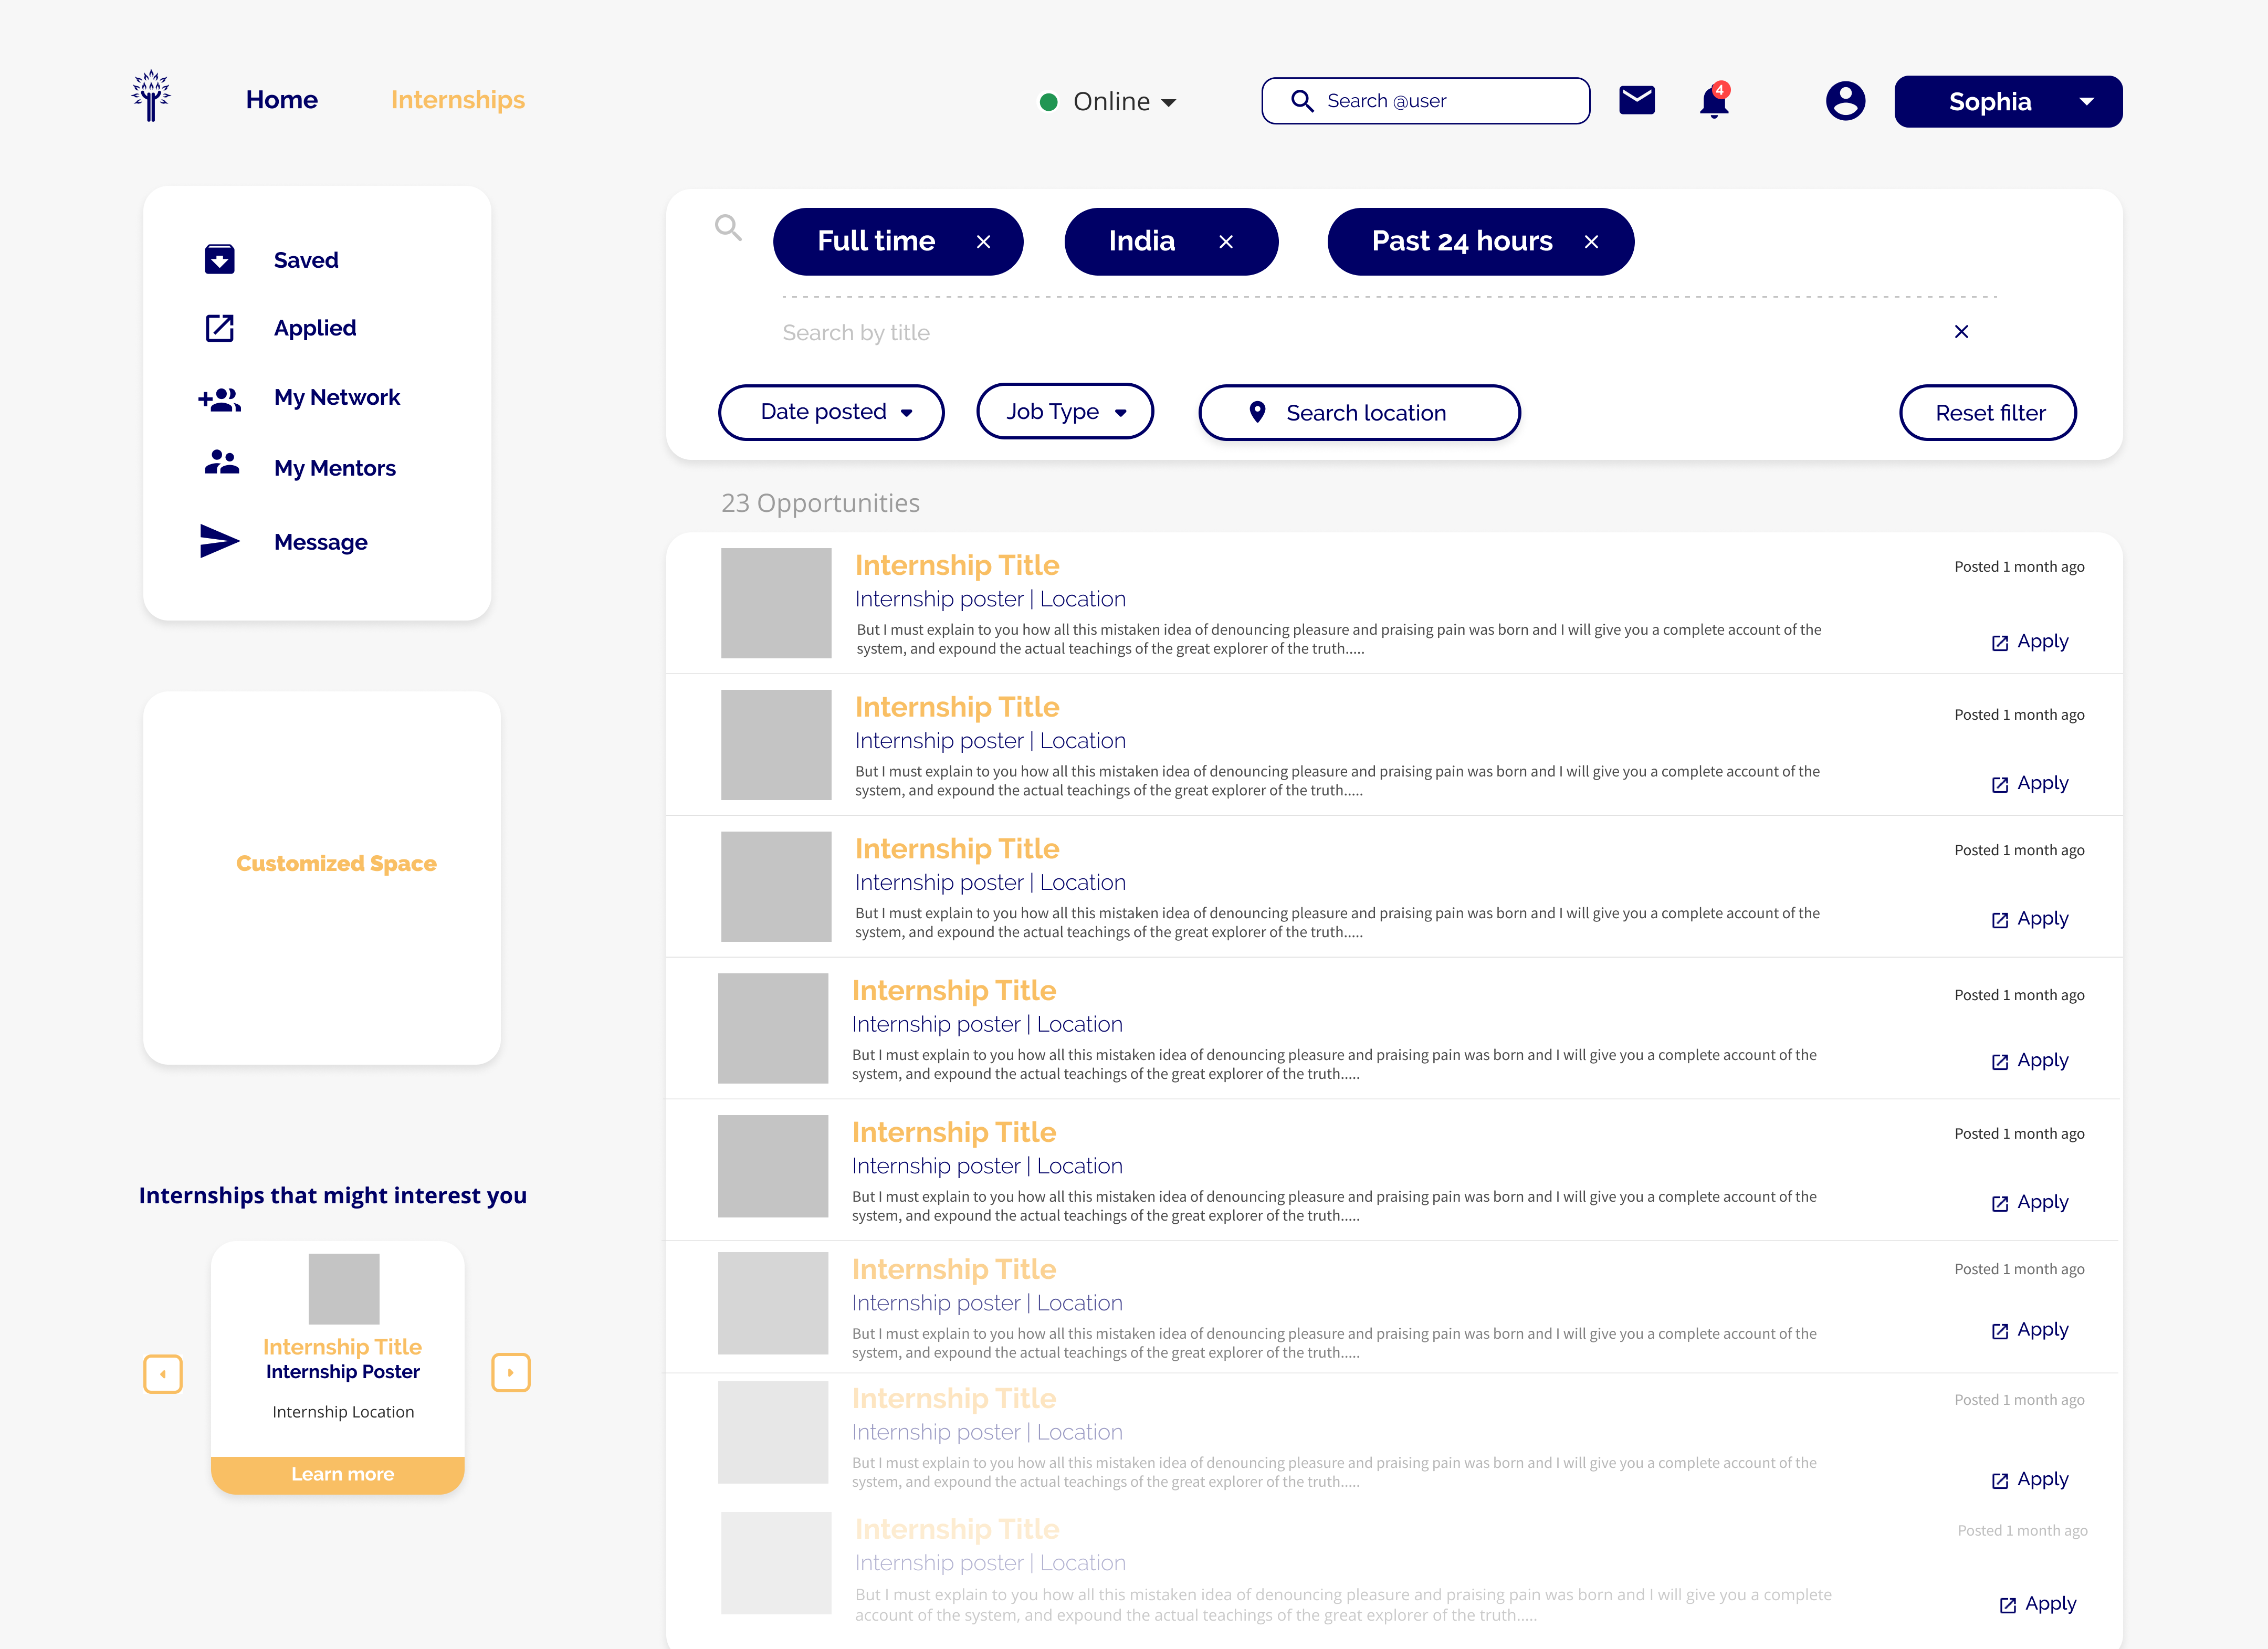 Home
Internships
Online
Search @user
4
Sophia
Saved
Applied
My Network
My Mentors
Message
Customized Space
Internships that might interest you
Internship Title
Internship Poster
Internship Location
Learn more
Full time
India
Past 24 hours
Search by title
Date posted
Job Type
Search location
Reset filter
23 Opportunities
Internship Title
Posted 1 month ago
Internship poster | Location
But I must explain to you how all this mistaken idea of denouncing pleasure and praising pain was born and I will give you a complete account of the
system, and expound the actual teachings of the great explorer of the truth.....
Apply
Internship Title
Posted 1 month ago
Internship poster | Location
But I must explain to you how all this mistaken idea of denouncing pleasure and praising pain was born and I will give you a complete account of the
system, and expound the actual teachings of the great explorer of the truth.....
Apply
Internship Title
Posted 1 month ago
Internship poster | Location
But I must explain to you how all this mistaken idea of denouncing pleasure and praising pain was born and I will give you a complete account of the
system, and expound the actual teachings of the great explorer of the truth.....
Apply
Internship Title
Posted 1 month ago
Internship poster | Location
But I must explain to you how all this mistaken idea of denouncing pleasure and praising pain was born and I will give you a complete account of the
system, and expound the actual teachings of the great explorer of the truth.....
Apply
Internship Title
Posted 1 month ago
Internship poster | Location
But I must explain to you how all this mistaken idea of denouncing pleasure and praising pain was born and I will give you a complete account of the
system, and expound the actual teachings of the great explorer of the truth.....
Apply
Internship Title
Posted 1 month ago
Internship poster | Location
But I must explain to you how all this mistaken idea of denouncing pleasure and praising pain was born and I will give you a complete account of the
system, and expound the actual teachings of the great explorer of the truth.....
Apply
Internship Title
Posted 1 month ago
Internship poster | Location
But I must explain to you how all this mistaken idea of denouncing pleasure and praising pain was born and I will give you a complete account of the
system, and expound the actual teachings of the great explorer of the truth.....
Apply
Internship Title
Posted 1 month ago
Internship poster | Location
But I must explain to you how all this mistaken idea of denouncing pleasure and praising pain was born and I will give you a complete
account of the system, and expound the actual teachings of the great explorer of the truth.....
Apply